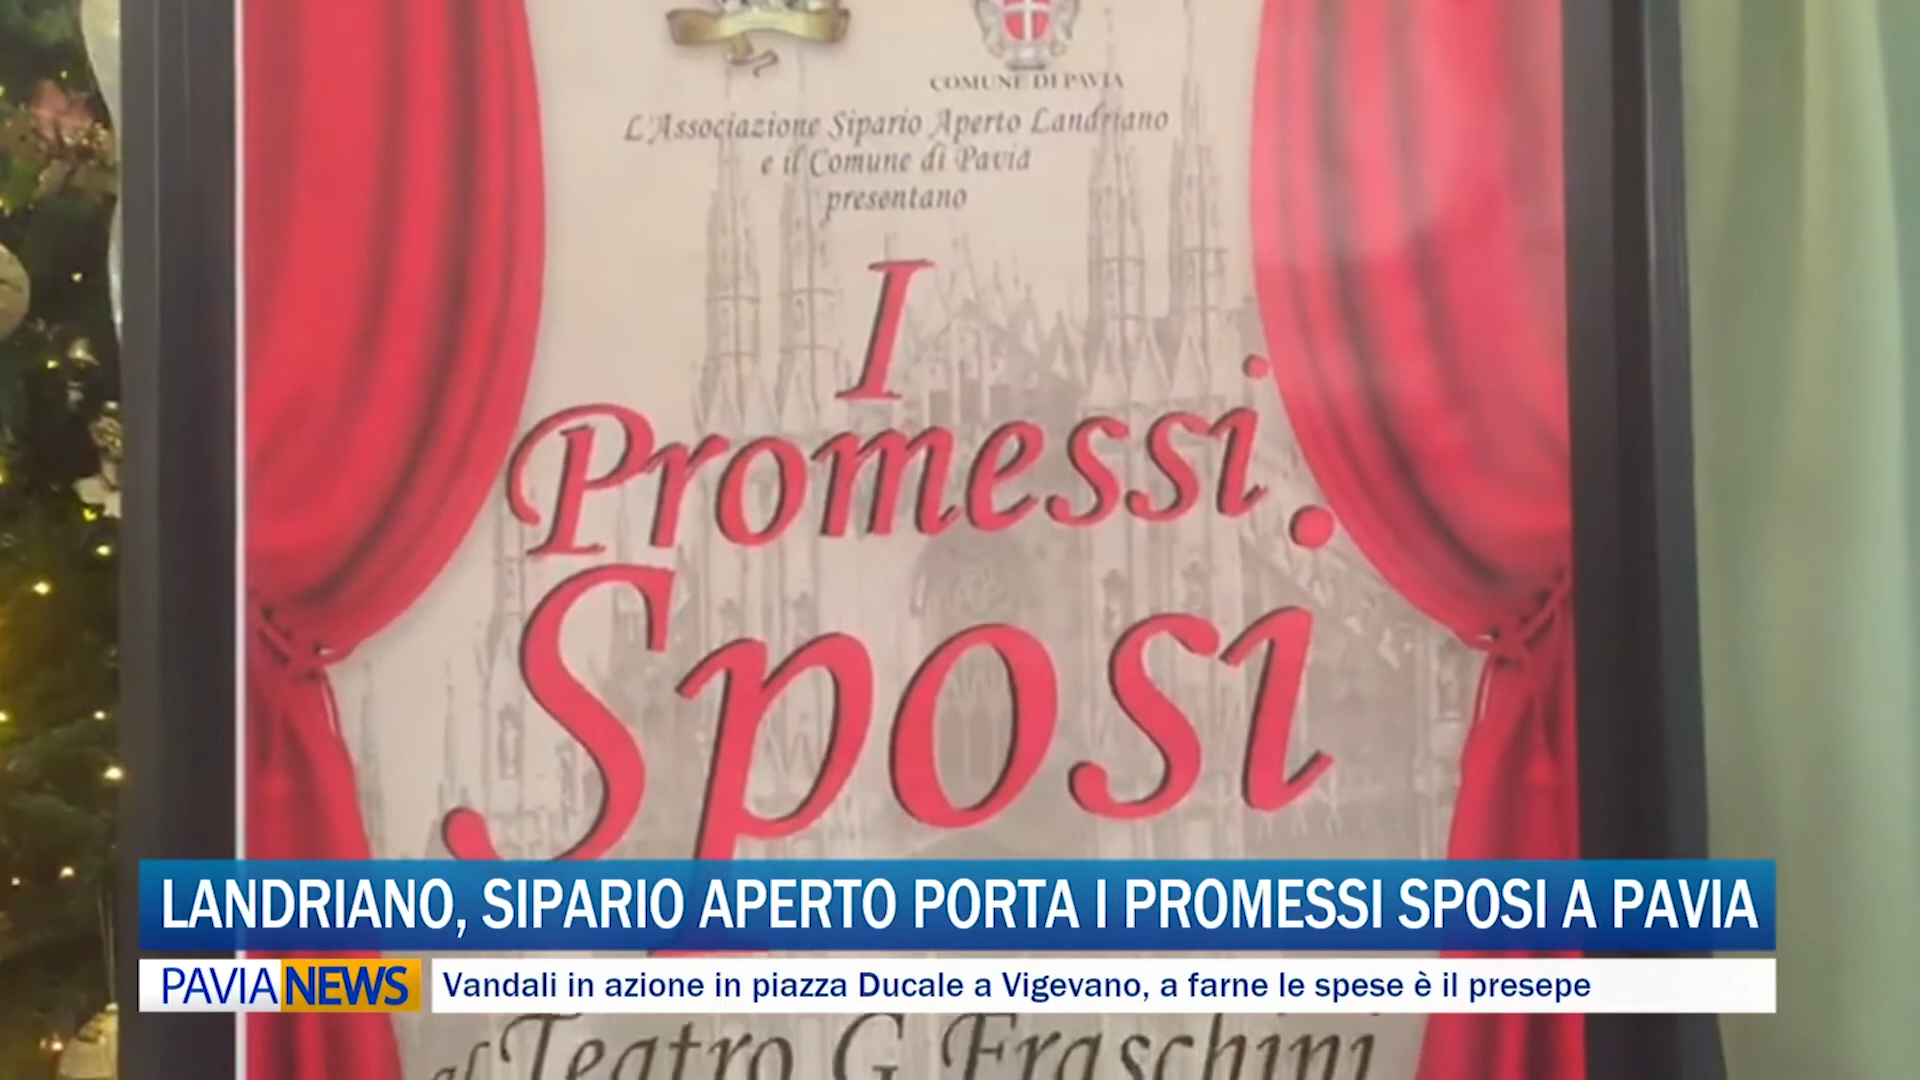 COMUNE DI PAVIA
L'Associazione Sipario Aperto Landriano
e il Comune di Pavia
presentano
I
Promessi
Sposi
LANDRIANO, SIPARIO APERTO PORTA I PROMESSI SPOSI A PAVIA
PAVIA NEWS Vandali in azione in piazza Ducale a Vigevano, a farne le spese è il presepe
al Teatro G Fraschini